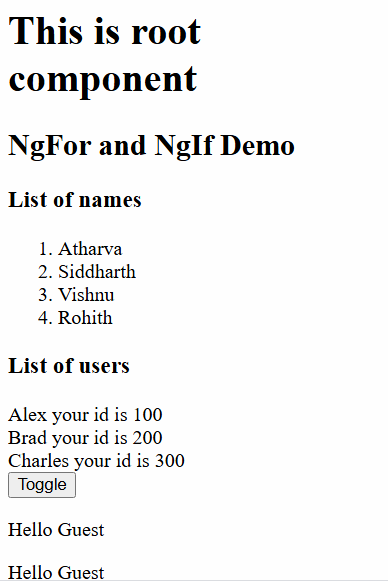 This is root
component
NgFor and NgIf Demo
List of names
1. Atharva
2. Siddharth
3. Vishnu
4. Rohith
List of users
Alex your id is 100
Brad your id is 200
Charles your id is 300
Toggle
Hello Guest
Hello Guest